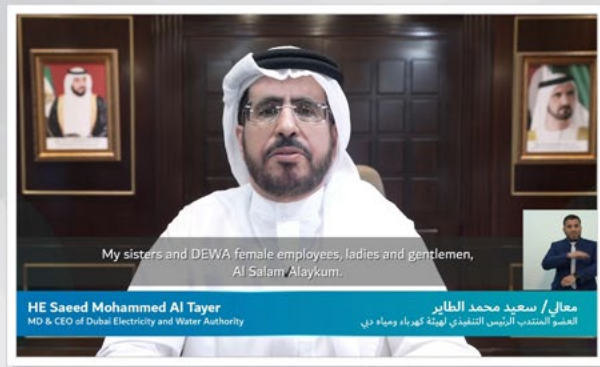 My sisters and DEWA female employees, ladies and gentlemen,
Al Salam Alaykum.
HE Saeed Mohammed Al Tayer
MD & CEO of Dubai Electricity and Water Authority
معالي/ سعيد محمد الطاير
العضو المنتدب الرئيس التنفيذي لهيئة كهرباء ومياه دبي